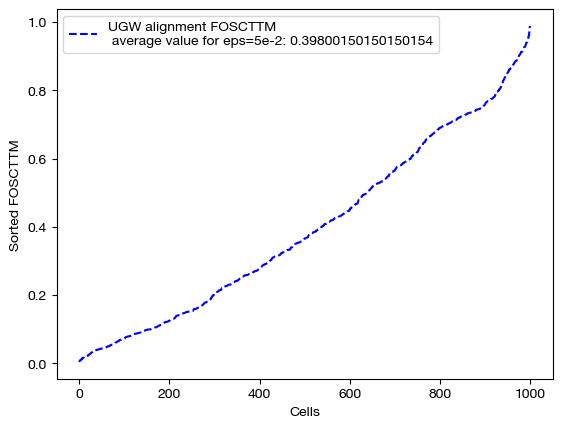 UGW alignment FOSCTTM
average value for eps=5e-2: 0.39800150150150154
1.0
0.8
0.6
0.4
0.2
0.0
Sorted FOSCTTM
0 200 400 600 800 1000
Cells